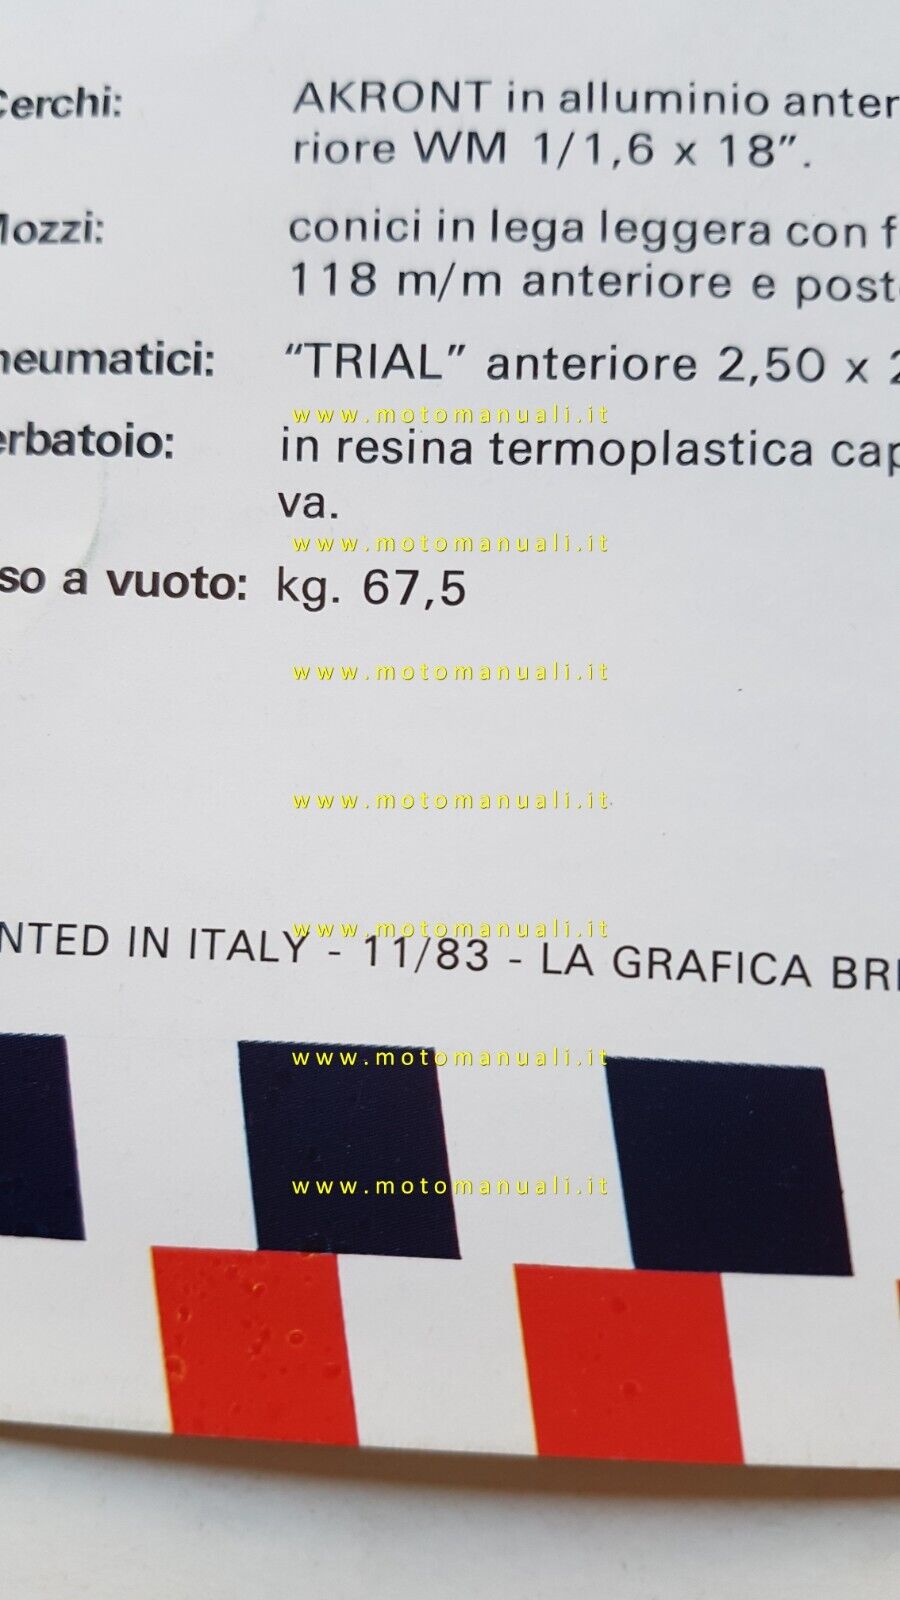 Cerchi: AKRONT in alluminio anter
riore WM 1/1,6 x 18”.
Mozzi: conici in lega leggera con f
118 m/m anteriore e post
neumatici: “TRIAL” anteriore 2,50 x 2
www.motomanuali.it
erbatoio: in resina termoplastica cap
va.
www.motomanuali.it
so a vuoto: kg. 67,5
www.motomanuali.it
www.motomanuali.it
www.motomanuali.it
NTED IN ITALY - 11/83 - LA GRAFICA BRI
www.motomanuali.it
www.motomanuali.it